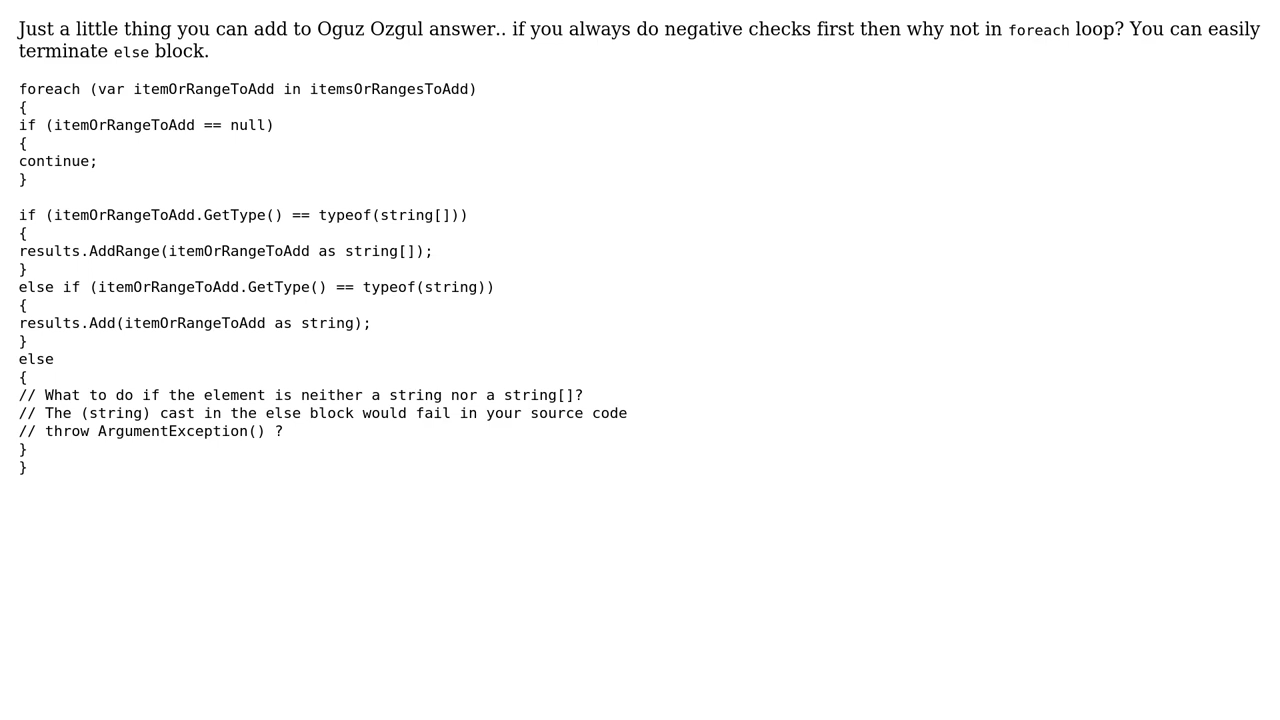 Just a little thing you can add to Oguz Ozgul answer.. if you always do negative checks first then why not in foreach loop? You can easily
terminate else block.
foreach (var itemOrRangeToAdd in itemsOrRangesToAdd)
{
if (itemOrRangeToAdd == null)
{
continue;
}
if (itemOrRangeToAdd.GetType() == typeof(string[]))
{
results.AddRange(itemOrRangeToAdd as string[]);
}
else if (itemOrRangeToAdd.GetType() == typeof(string))
{
results.Add(itemOrRangeToAdd as string);
}
else
{
// What to do if the element is neither a string nor a string[]?
// The (string) cast in the else block would fail in your source code
// throw ArgumentException() ?
}
}